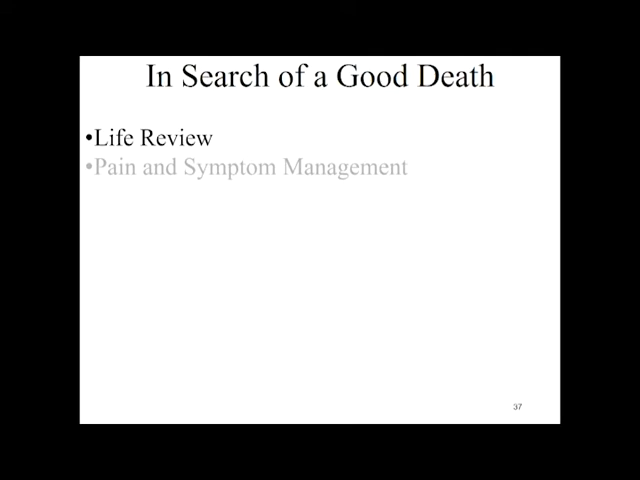 In Search of a Good Death
•Life Review
•Pain and Symptom Management
37